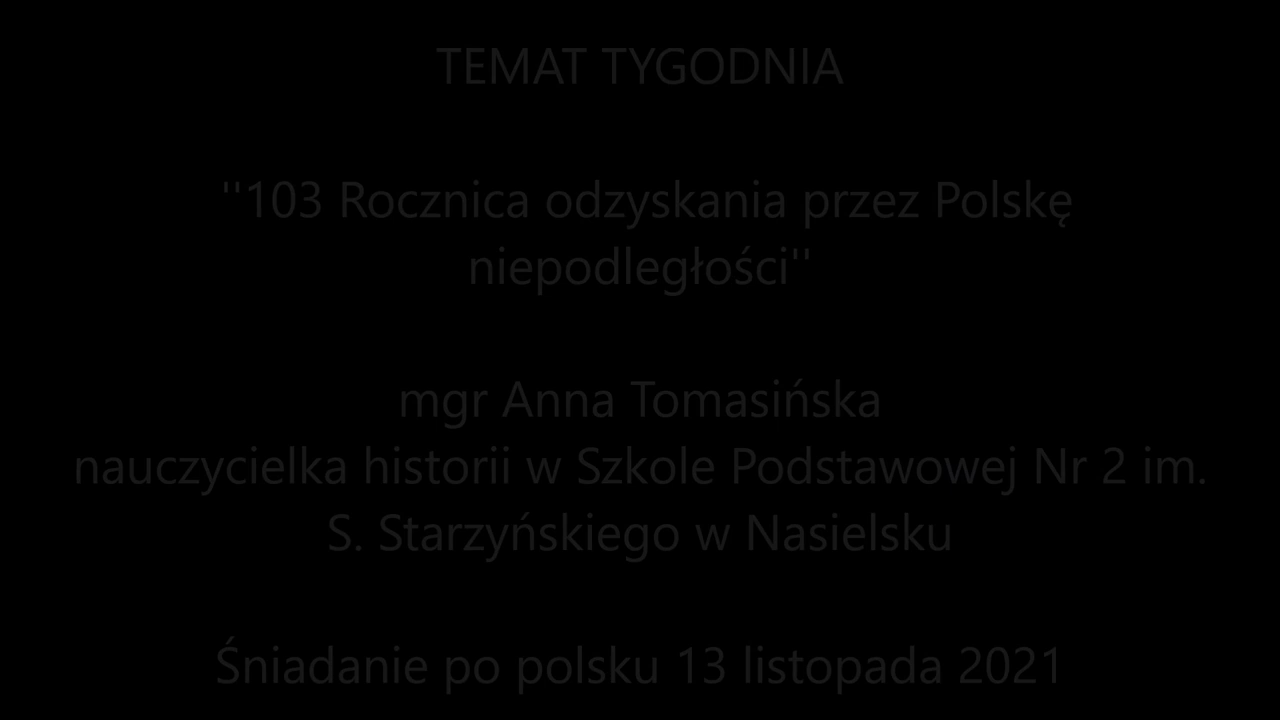 TEMAT TYGODNIA
''103 Rocznica odzyskania przez Polskę
niepodległości''
mgr Anna Tomasińska
nauczycielka historii w Szkole Podstawowej Nr 2 im.
S. Starzyńskiego w Nasielsku
Śniadanie po polsku 13 listopada 2021